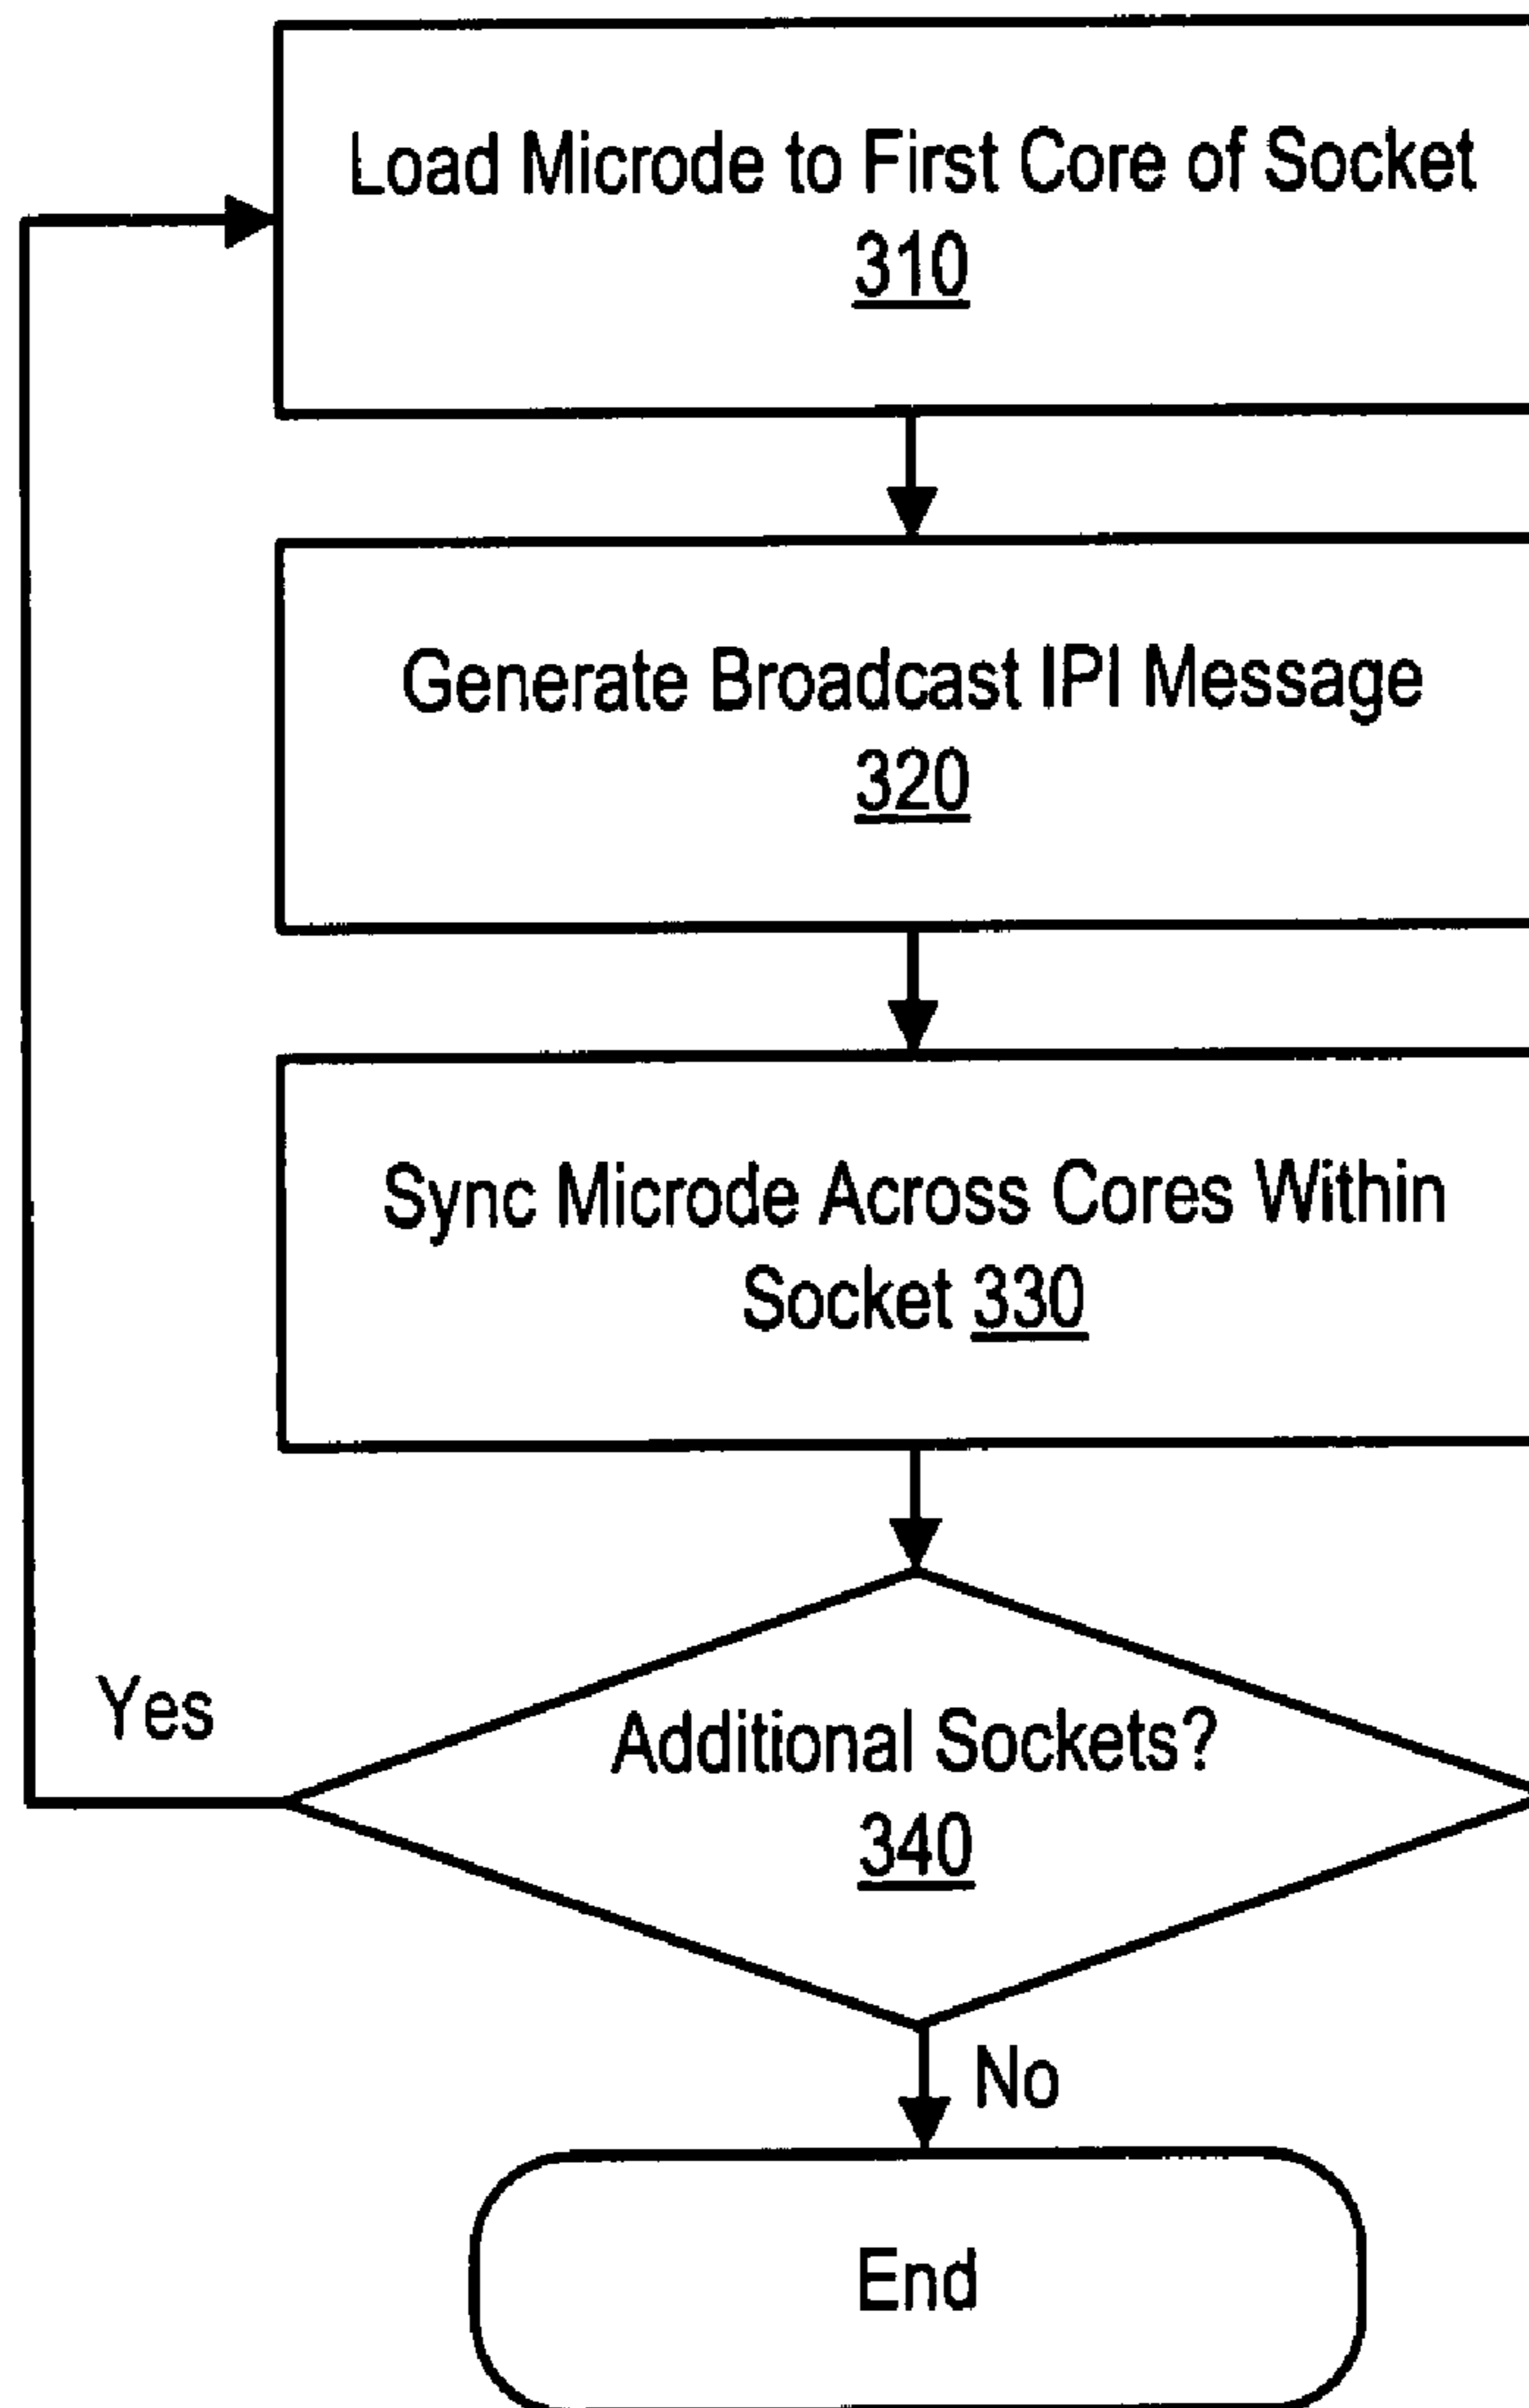 Load Microde to First Core of Socket
310
Generate Broadcast IPI Message
320
Sync Microde Across Cores Within
Socket 330
Yes
Additional Sockets?
340
No
End